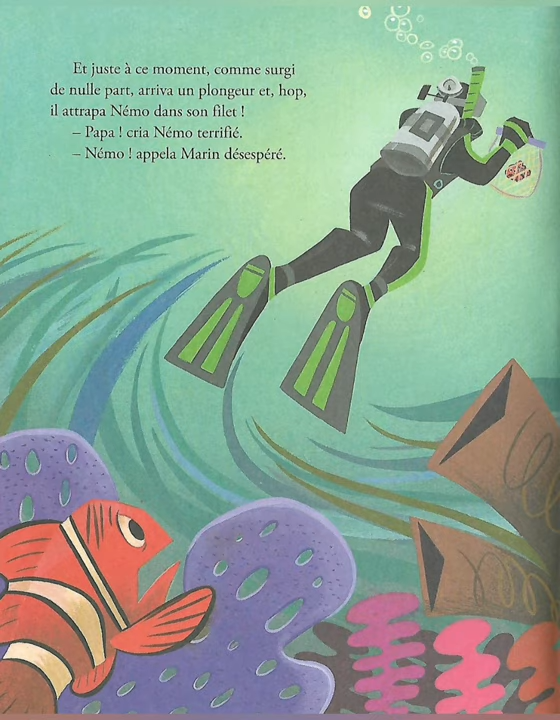 Et juste à ce moment, comme surgi
de nulle part, arriva un plongeur et, hop,
il attrapa Némo dans son filet !
– Papa ! cria Némo terrifié.
– Némo ! appela Marin désespéré.